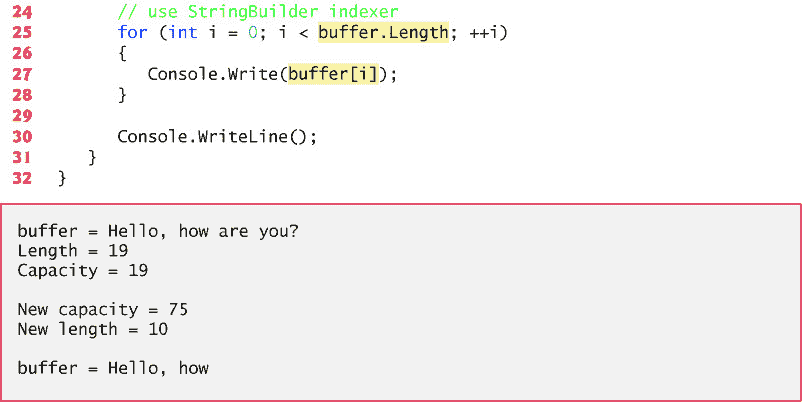 24 // use StringBuilder indexer
25 for (int i = 0; i < buffer.Length; ++i)
26 {
27 Console.Write(buffer[i]);
28 }
29
30 Console.WriteLine();
31 }
32 }
buffer = Hello, how are you?
Length = 19
Capacity = 19
New capacity = 75
New length = 10
buffer = Hello, how